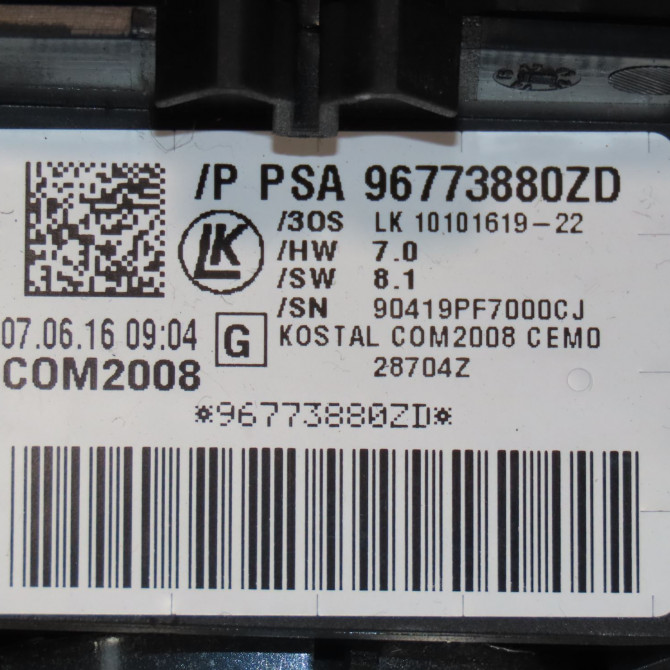 /P PSA 96773880ZD
LK
/3OS LK 10101619-22
/HW 7.0
/SW 8.1
/SN 90419PF7000CJ
07.06.16 09:04 G KOSTAL COM2008 CEM0
COM2008 28704Z
*96773880ZD*